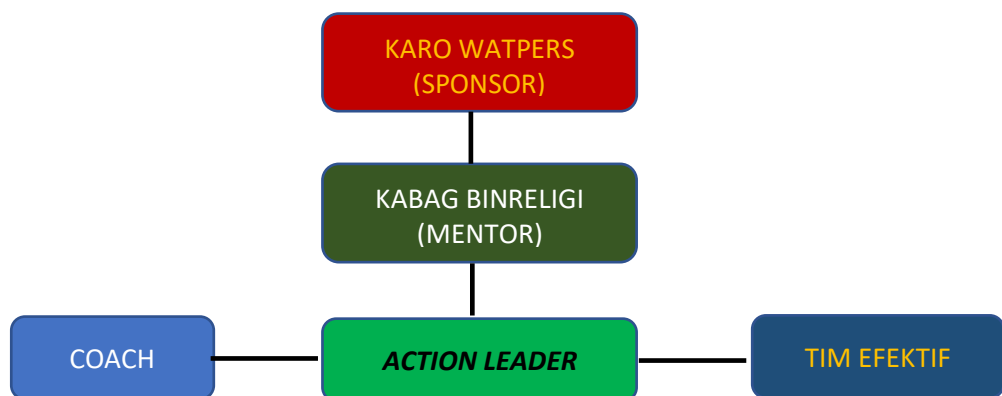 KARO WATPERS
(SPONSOR)
KABAG BINRELIGI
(MENTOR)
COACH
ACTION LEADER
TIM EFEKTIF